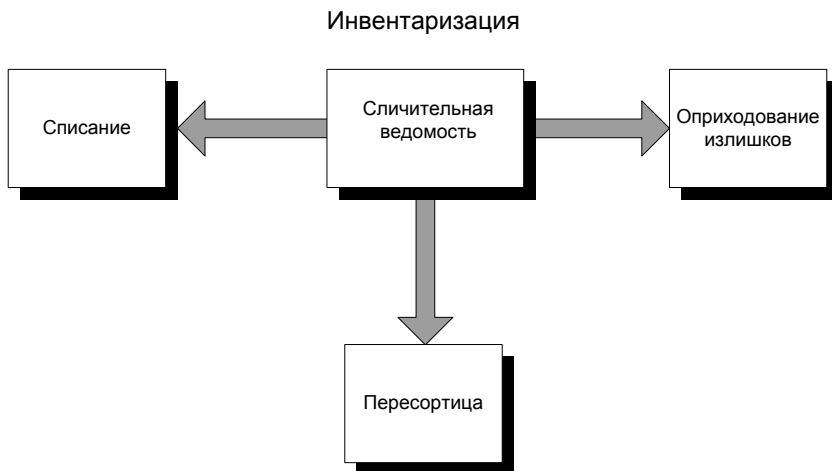 Инвентаризация
Списание
Сличительная
ведомость
Оприходование
излишков
Пересортица